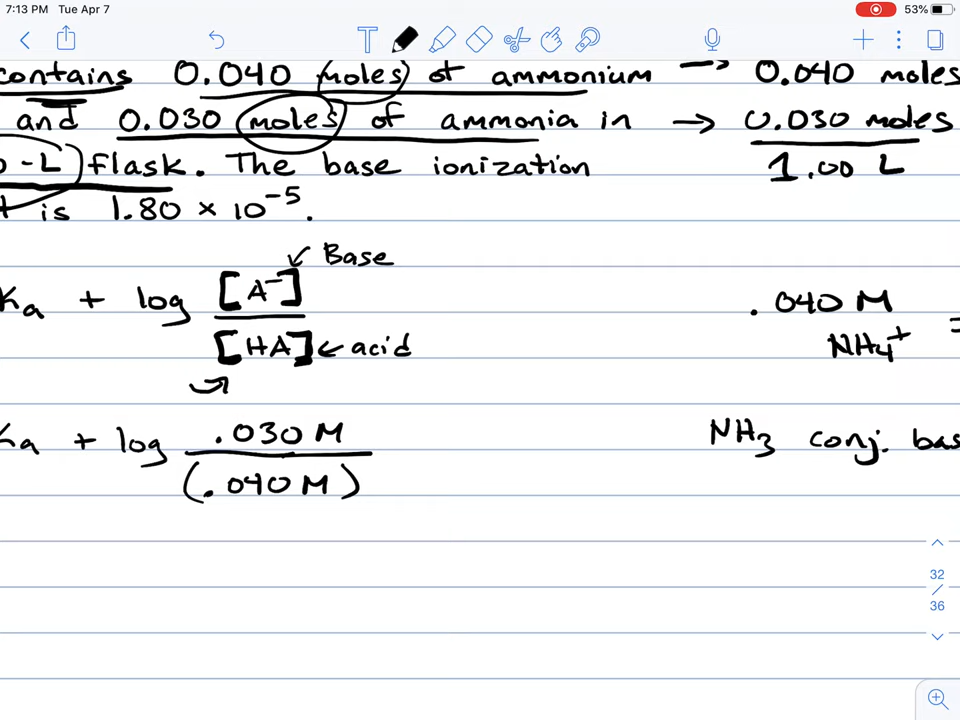 7:13 PM Tue Apr 7 53%
contains 0.040 (moles) of ammonium → 0.040 moles
and 0.030 moles of ammonia in → 0.030 moles
-L) flask. The base ionization 1.00 L
is 1.80 × 10⁻⁵.
Base
Ka + log [A⁻] / [HA] ← acid
.040 M
NH4⁺ =
Ka + log .030 M / (.040 M)
NH3 conj. bas
32
/
36